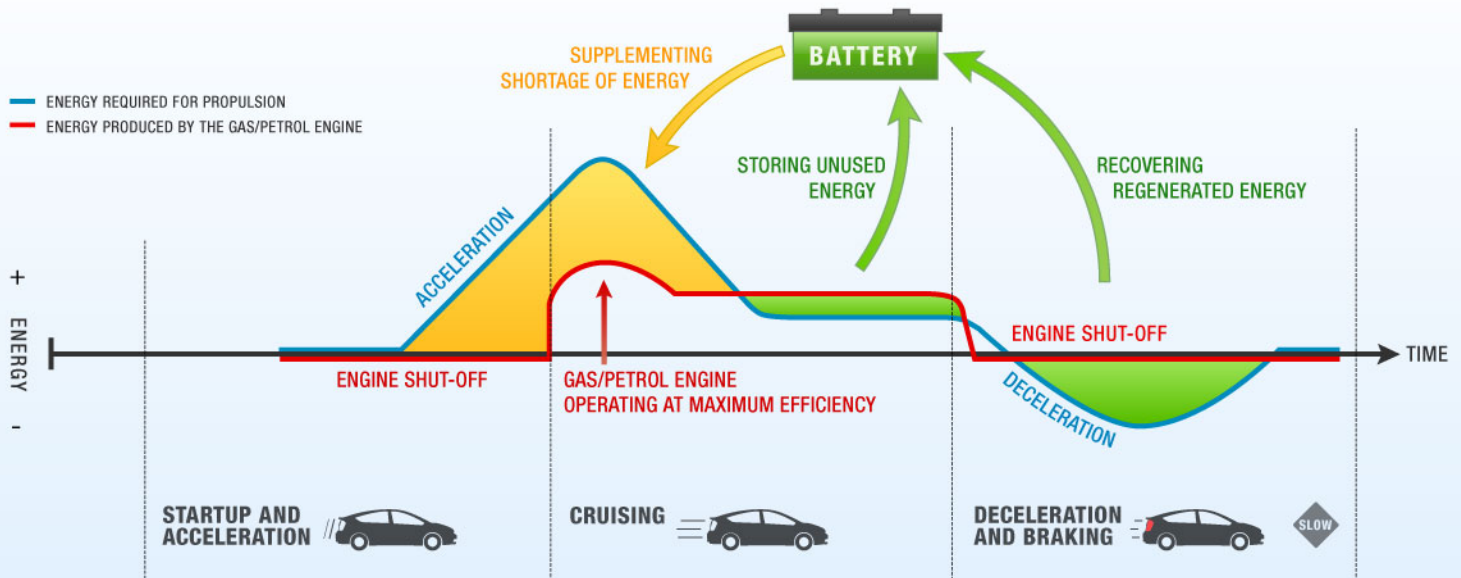 BATTERY
SUPPLEMENTING
SHORTAGE OF ENERGY
ENERGY REQUIRED FOR PROPULSION
ENERGY PRODUCED BY THE GAS/PETROL ENGINE
STORING UNUSED
ENERGY
RECOVERING
REGENERATED ENERGY
ACCELERATION
+
ENERGY
-
ENGINE SHUT-OFF
GAS/PETROL ENGINE
OPERATING AT MAXIMUM EFFICIENCY
ENGINE SHUT-OFF
TIME
DECELERATION
STARTUP AND
ACCELERATION
CRUISING
DECELERATION
AND BRAKING
SLOW